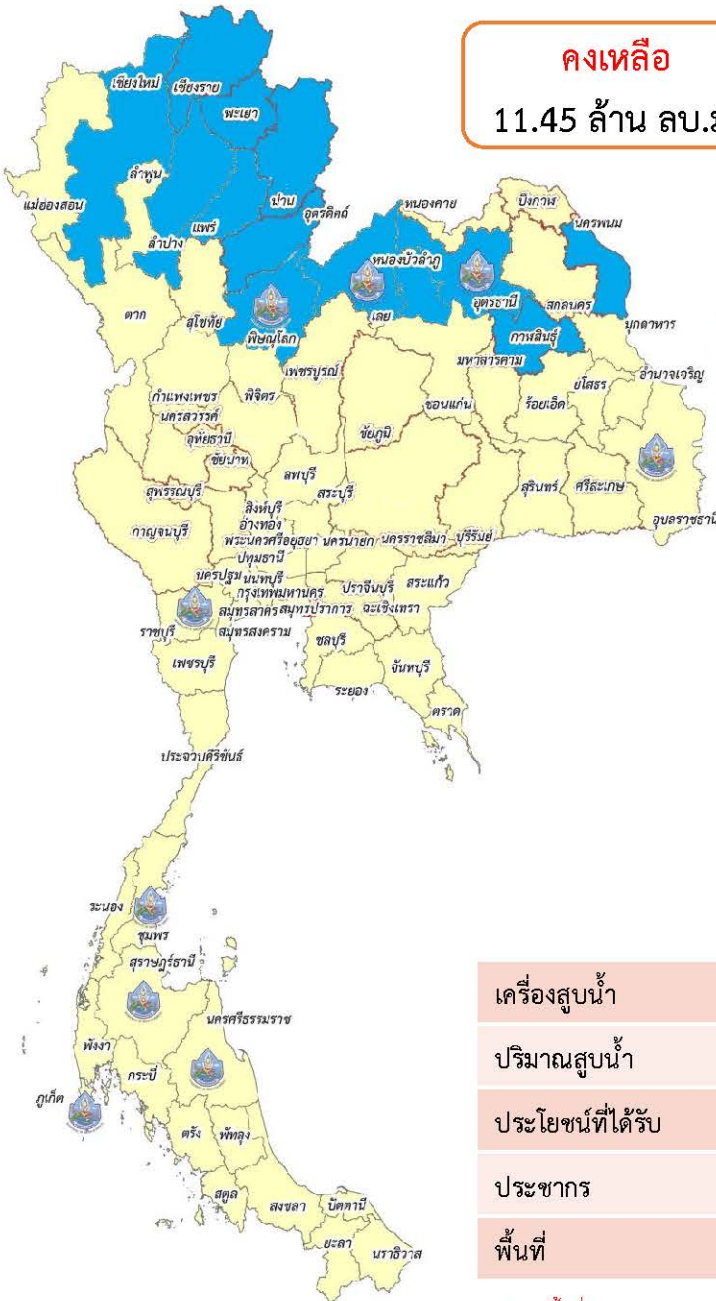 คงเหลือ
11.45 ล้าน ลบ.ม
เชียงใหม่
เชียงราย
พะเยา
ลำพูน
แม่ฮ่องสอน
น่าน
แพร่
อุตรดิตถ์
ลำปาง
หนองคาย
บึงกาฬ
นครพนม
หนองบัวลำภู
อุดรธานี
สกลนคร
ตาก
สุโขทัย
พิษณุโลก
เลย
กาฬสินธุ์
มุกดาหาร
เพชรบูรณ์
มหาสารคาม
อำนาจเจริญ
ยโสธร
กำแพงเพชร
พิจิตร
ขอนแก่น
ร้อยเอ็ด
นครสวรรค์
อุทัยธานี
ชัยภูมิ
ชัยนาท
ลพบุรี
สุรินทร์
ศรีสะเกษ
สุพรรณบุรี
สระบุรี
สิงห์บุรี
อ่างทอง
อุบลราชธานี
กาญจนบุรี
พระนครศรีอยุธยา
นครนายก
นครราชสีมา
บุรีรัมย์
ปทุมธานี
นครปฐม
นนทบุรี
กรุงเทพมหานคร
ปราจีนบุรี
สระแก้ว
สมุทรสาคร
สมุทรปราการ
ฉะเชิงเทรา
ราชบุรี
สมุทรสงคราม
ชลบุรี
เพชรบุรี
จันทบุรี
ระยอง
ตราด
ประจวบคีรีขันธ์
ระนอง
ชุมพร
สุราษฎร์ธานี
นครศรีธรรมราช
พังงา
กระบี่
ภูเก็ต
ตรัง
พัทลุง
สตูล
สงขลา
ปัตตานี
ยะลา
นราธิวาส
เครื่องสูบน้ำ
ปริมาณสูบน้ำ
ประโยชน์ที่ได้รับ
ประชากร
พื้นที่